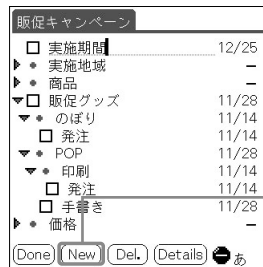 販促キャンペーン
実施期間 12/25
実施地域 –
商品 –
販促グッズ 11/28
のぼり 11/14
発注 11/14
POP 11/28
印刷 11/14
発注 11/14
手書き 11/28
価格 –
Done New Del. Details あ